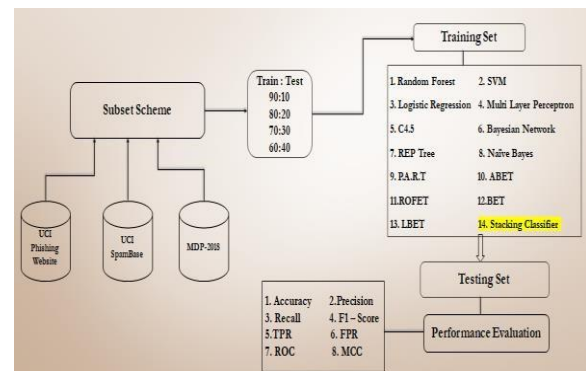 Training Set
Train : Test
90:10
80:20
70:30
60:40
Subset Scheme
1. Random Forest 2. SVM
3. Logistic Regression 4. Multi Layer Perceptron
5. C4.5 6. Bayesian Network
7. REP Tree 8. Naïve Bayes
9. P.A.R.T 10. ABET
11.ROFET 12.BET
13. LBET 14. Stacking Classifier
UCI
Phishing
Website
UCI
SpamBase
MDP-2018
Testing Set
1. Accuracy 2.Precision
3. Recall 4. F1 – Score
5.TPR 6. FPR
7. ROC 8. MCC
Performance Evaluation